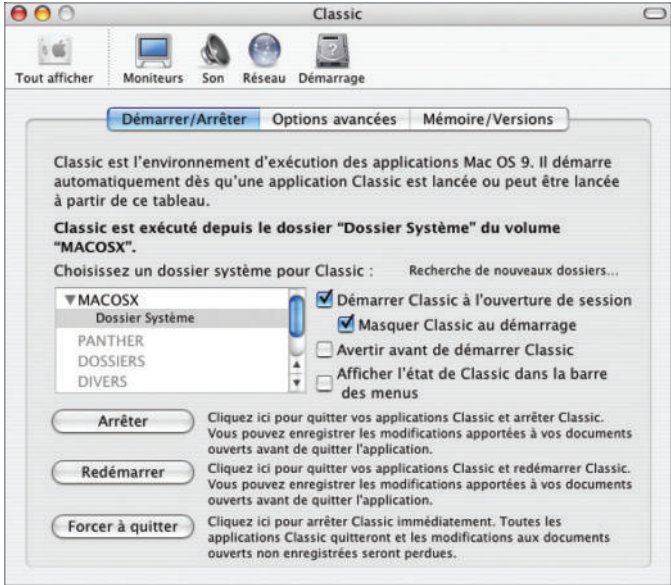 Classic
Tout afficher
Moniteurs
Son
Réseau
Démarrage
Démarrer/Arrêter
Options avancées
Mémoire/Versions
Classic est l'environnement d'exécution des applications Mac OS 9. Il démarre
automatiquement dès qu'une application Classic est lancée ou peut être lancée
à partir de ce tableau.
Classic est exécuté depuis le dossier “Dossier Système” du volume
“MACOSX”.
Choisissez un dossier système pour Classic :
Recherche de nouveaux dossiers...
MACOSX
Dossier Système
PANTHER
DOSSIERS
DIVERS
Démarrer Classic à l'ouverture de session
Masquer Classic au démarrage
Avertir avant de démarrer Classic
Afficher l'état de Classic dans la barre
des menus
Arrêter
Cliquez ici pour quitter vos applications Classic et arrêter Classic.
Vous pouvez enregistrer les modifications apportées à vos documents
ouverts avant de quitter l'application.
Redémarrer
Cliquez ici pour quitter vos applications Classic et redémarrer Classic.
Vous pouvez enregistrer les modifications apportées à vos documents
ouverts avant de quitter l'application.
Forcer à quitter
Cliquez ici pour arrêter Classic immédiatement. Toutes les
applications Classic quitteront et les modifications aux documents
ouverts non enregistrées seront perdues.